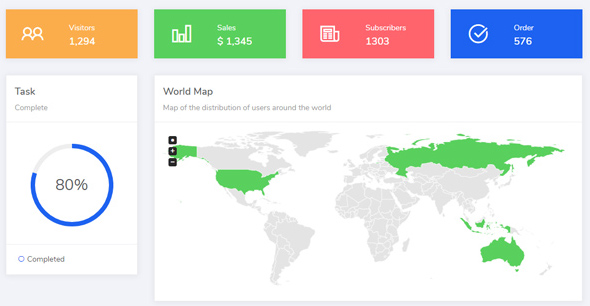 Visitors
1,294
Sales
$ 1,345
Subscribers
1303
Order
576
Task
Complete
80%
Completed
World Map
Map of the distribution of users around the world
+
−